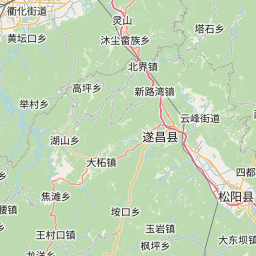 衢化街道
灵山
塔石乡
黄坛口乡
沐尘畲族乡
北界镇
高坪乡
新路湾镇
举村乡
云峰街道
湖山乡
遂昌县
大柘镇
四都
焦滩乡
松阳县
腰镇
垵口乡
玉岩镇
王村口镇
大东坝镇
枫坪乡